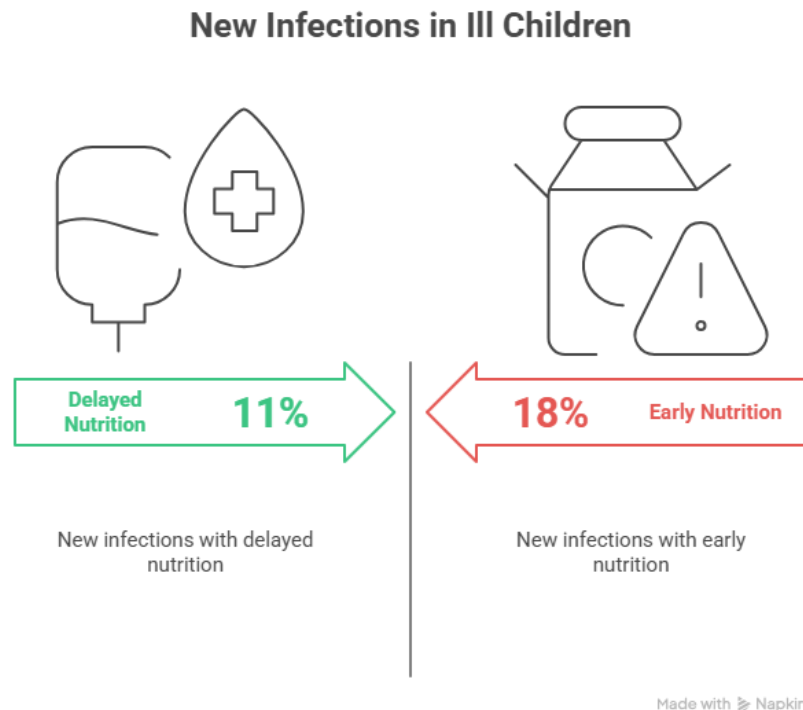 New Infections in Ill Children
Delayed
Nutrition
11%
18%
Early Nutrition
New infections with delayed
nutrition
New infections with early
nutrition
Made with Napkin